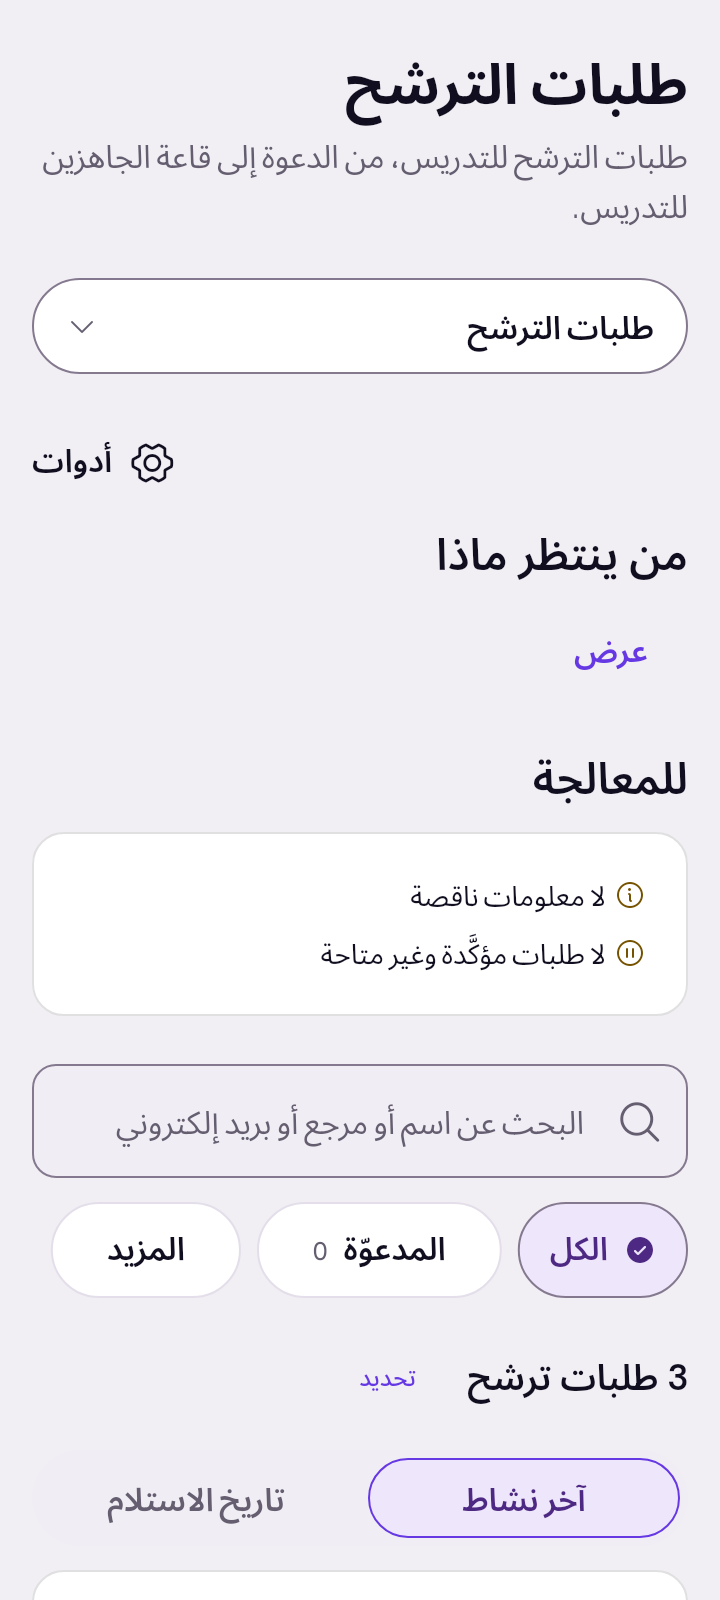 طلبات الترشح
طلبات الترشح للتدريس، من الدعوة إلى قاعة الجاهزين
للتدريس.
طلبات الترشح
أدوات
من ينتظر ماذا
عرض
للمعالجة
لا معلومات ناقصة
لا طلبات مؤكَّدة وغير متاحة
البحث عن اسم أو مرجع أو بريد إلكتروني
الكل
المدعوّة 0
المزيد
3 طلبات ترشح
تحديد
آخر نشاط
تاريخ الاستلام